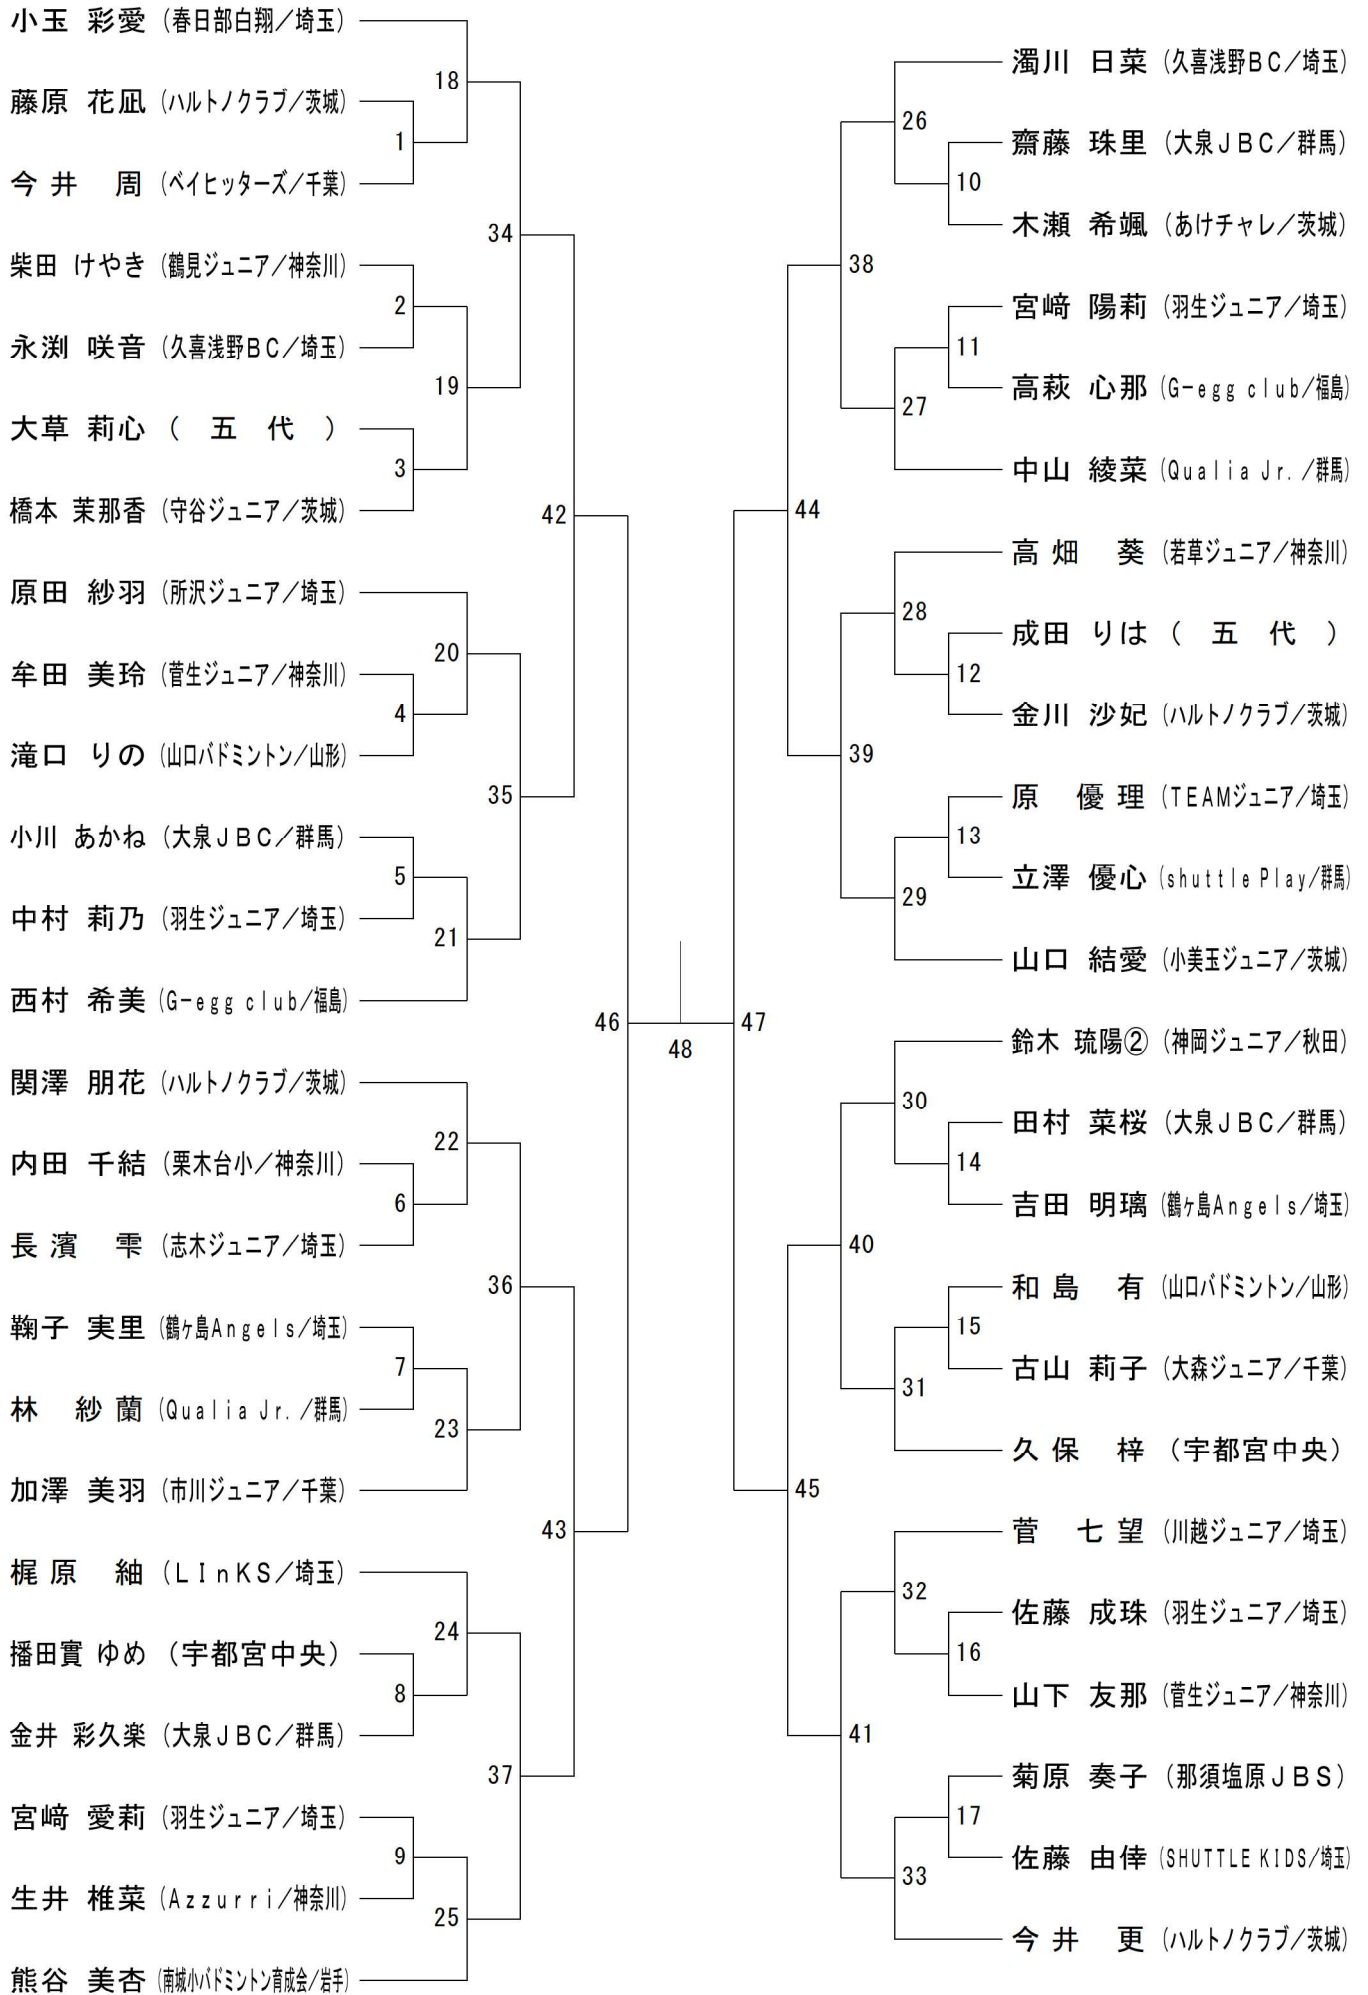 小玉 彩愛 (春日部白翔／埼玉)
18
藤原 花凪 (ハルトノクラブ／茨城)
1
今井 周 (ベイヒッターズ／千葉)
34
柴田 けやき (鶴見ジュニア／神奈川)
2
永渕 咲音 (久喜浅野BC／埼玉)
19
大草 莉心 ( 五 代 )
3
橋本 茉那香 (守谷ジュニア／茨城)
42
原田 紗羽 (所沢ジュニア／埼玉)
20
牟田 美玲 (菅生ジュニア／神奈川)
4
滝口 りの (山口バドミントン／山形)
35
小川 あかね (大泉JBC／群馬)
5
中村 莉乃 (羽生ジュニア／埼玉)
21
西村 希美 (G-egg club／福島)
46
48
関澤 朋花 (ハルトノクラブ／茨城)
22
内田 千結 (栗木台小／神奈川)
6
長濱 雫 (志木ジュニア／埼玉)
36
鞠子 実里 (鶴ヶ島Angels／埼玉)
7
林 紗蘭 (Qualia Jr.／群馬)
23
加澤 美羽 (市川ジュニア／千葉)
43
梶原 紬 (LInKS／埼玉)
24
播田實 ゆめ (宇都宮中央)
8
金井 彩久楽 (大泉JBC／群馬)
37
宮﨑 愛莉 (羽生ジュニア／埼玉)
9
生井 椎菜 (Azzurri／神奈川)
25
熊谷 美杏 (南城小バドミントン育成会／岩手)
濁川 日菜 (久喜浅野BC／埼玉)
26
齋藤 珠里 (大泉JBC／群馬)
10
木瀬 希颯 (あけチャレ／茨城)
38
宮﨑 陽莉 (羽生ジュニア／埼玉)
11
高萩 心那 (G-egg club／福島)
27
中山 綾菜 (Qualia Jr.／群馬)
44
高畑 葵 (若草ジュニア／神奈川)
28
成田 りは ( 五 代 )
12
金川 沙妃 (ハルトノクラブ／茨城)
39
原 優理 (TEAMジュニア／埼玉)
13
立澤 優心 (shuttle Play／群馬)
29
山口 結愛 (小美玉ジュニア／茨城)
47
鈴木 琉陽② (神岡ジュニア／秋田)
30
田村 菜桜 (大泉JBC／群馬)
14
吉田 明璃 (鶴ヶ島Angels／埼玉)
40
和島 有 (山口バドミントン／山形)
15
古山 莉子 (大森ジュニア／千葉)
31
久保 梓 (宇都宮中央)
45
菅 七望 (川越ジュニア／埼玉)
32
佐藤 成珠 (羽生ジュニア／埼玉)
16
山下 友那 (菅生ジュニア／神奈川)
41
菊原 奏子 (那須塩原JBS)
17
佐藤 由倖 (SHUTTLE KIDS／埼玉)
33
今井 更 (ハルトノクラブ／茨城)